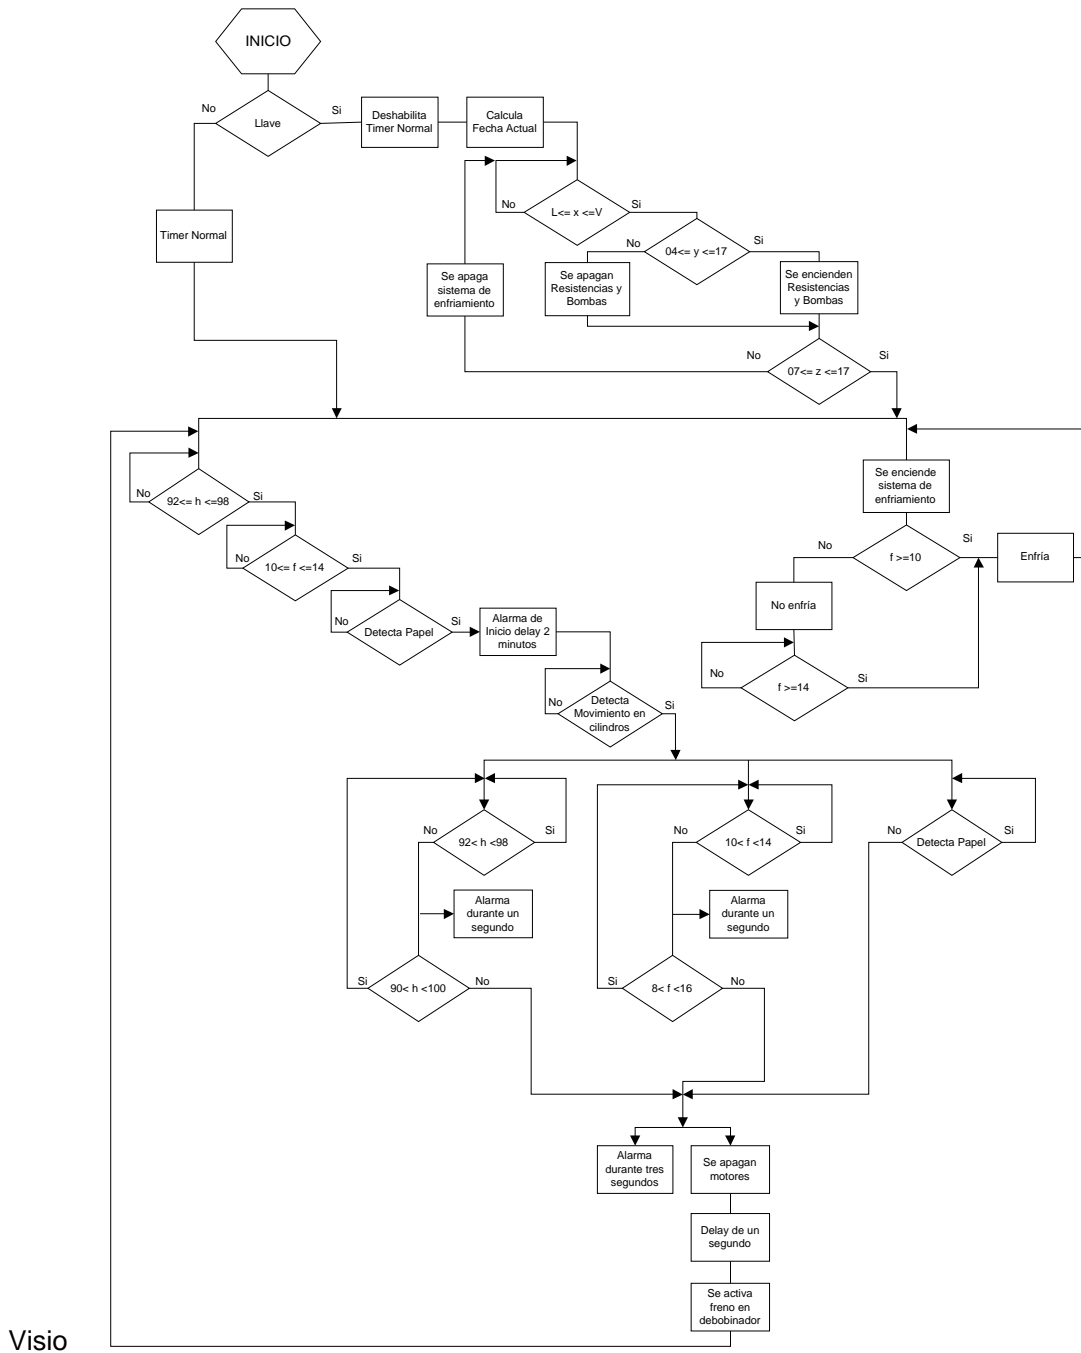 INICIO
No
Si
Llave
Deshabilita
Timer Normal
Calcula
Fecha Actual
No
Si
L<= x <=V
Timer Normal
No
Si
04<= y <=17
Se apaga
sistema de
enfriamiento
Se apagan
Resistencias y
Bombas
Se encienden
Resistencias
y Bombas
No
Si
07<= z <=17
No
Si
92<= h <=98
Se enciende
sistema de
enfriamiento
No
Si
10<= f <=14
No
Si
f >=10
Enfría
No
Si
Detecta Papel
Alarma de
Inicio delay 2
minutos
No enfría
No
Si
f >=14
No
Si
Detecta
Movimiento en
cilindros
No
Si
92< h <98
No
Si
10< f <14
No
Si
Detecta Papel
Alarma
durante un
segundo
Alarma
durante un
segundo
Si
No
90< h <100
Si
No
8< f <16
Alarma
durante tres
segundos
Se apagan
motores
Delay de un
segundo
Se activa
freno en
debobinador
Visio